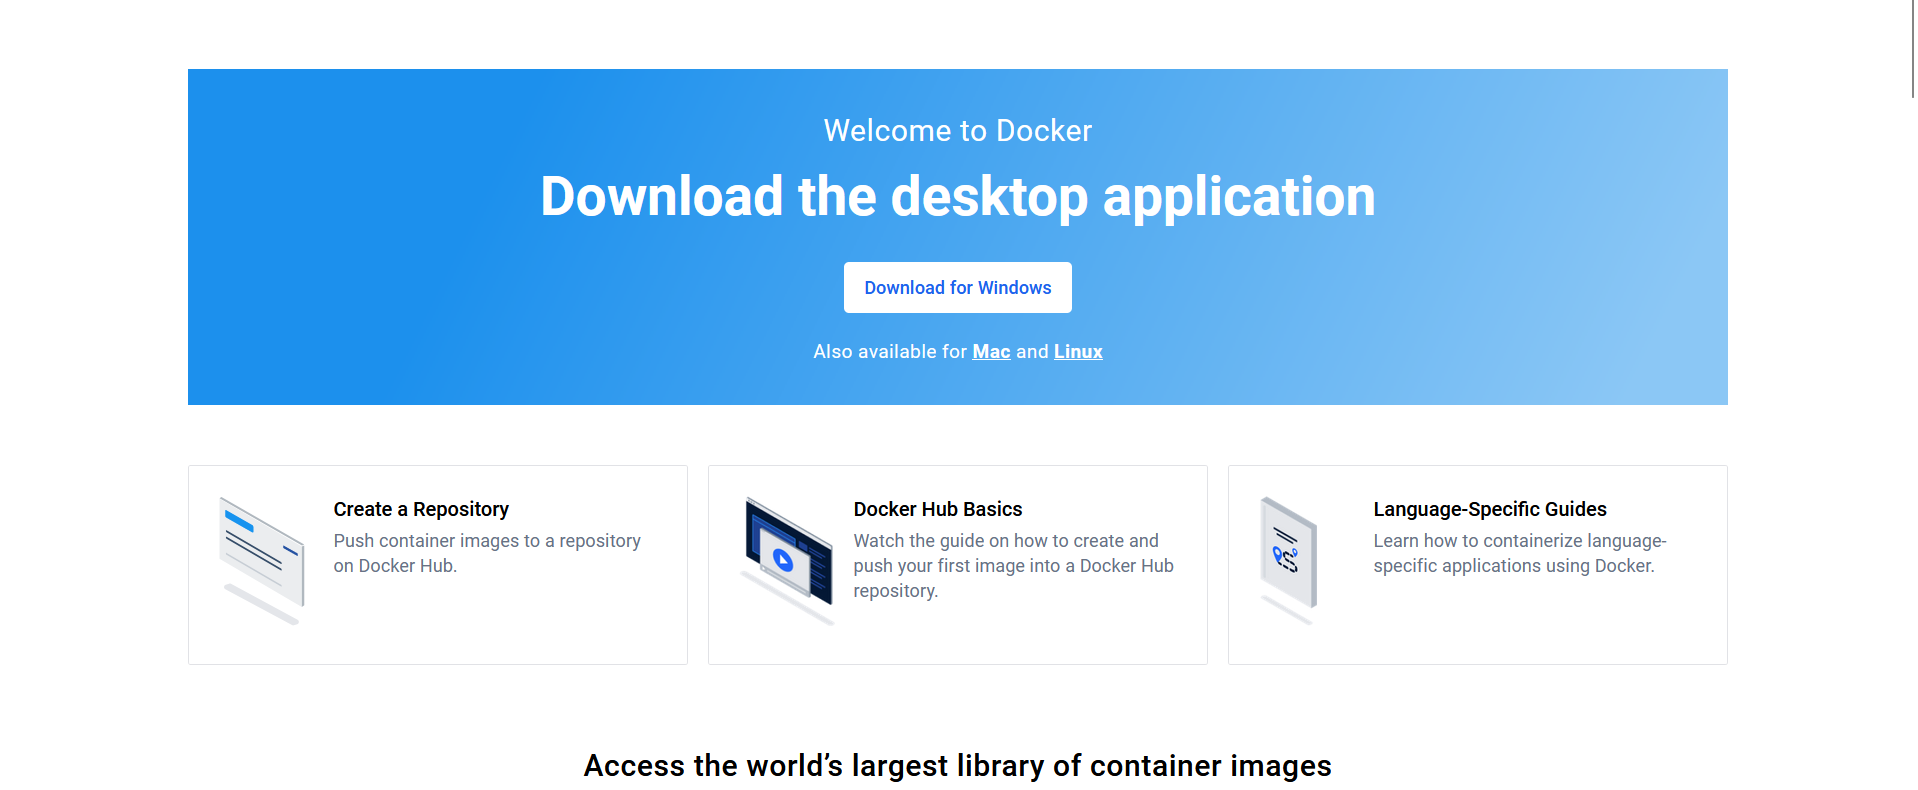 Welcome to Docker
Download the desktop application
Download for Windows
Also available for Mac and Linux
Create a Repository
Push container images to a repository
on Docker Hub.
Docker Hub Basics
Watch the guide on how to create and
push your first image into a Docker Hub
repository.
Language-Specific Guides
Learn how to containerize language-
specific applications using Docker.
Access the world’s largest library of container images